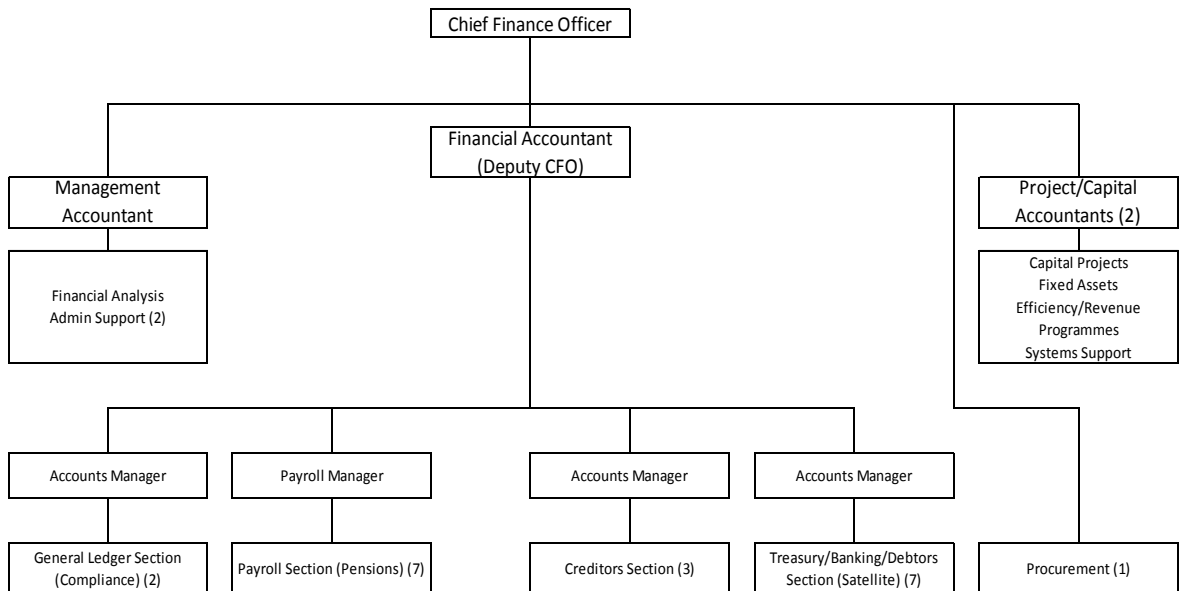 Chief Finance Officer
Financial Accountant
(Deputy CFO)
Management
Accountant
Project/Capital
Accountants (2)
Financial Analysis
Admin Support (2)
Capital Projects
Fixed Assets
Efficiency/Revenue
Programmes
Systems Support
Accounts Manager
Payroll Manager
Accounts Manager
Accounts Manager
General Ledger Section
(Compliance) (2)
Payroll Section (Pensions) (7)
Creditors Section (3)
Treasury/Banking/Debtors
Section (Satellite) (7)
Procurement (1)